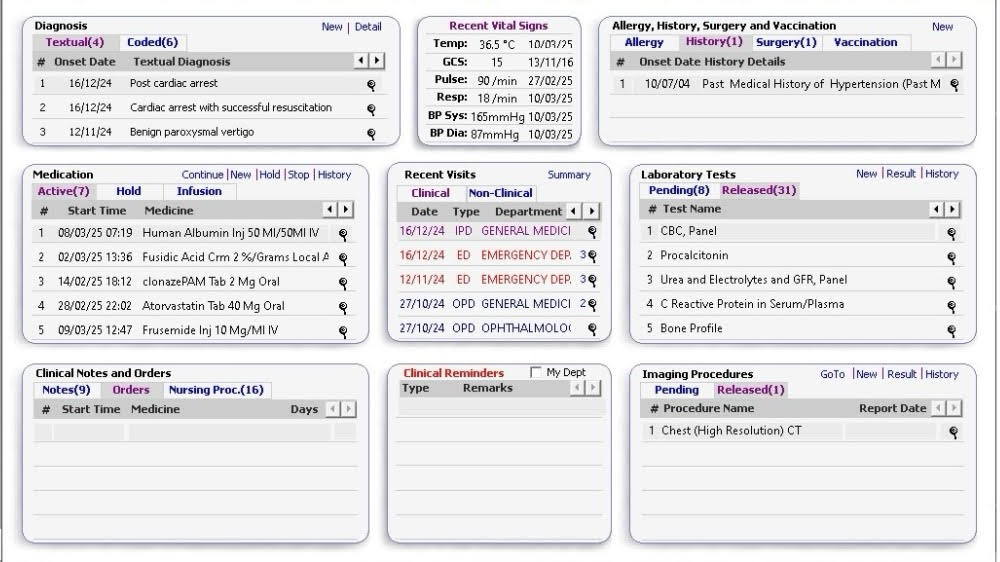 Diagnosis New | Detail
Textual(4) Coded(6)
# Onset Date Textual Diagnosis
1 16/12/24 Post cardiac arrest
2 16/12/24 Cardiac arrest with successful resuscitation
3 12/11/24 Benign paroxysmal vertigo
Recent Vital Signs
Temp: 36.5 °C 10/03/25
GCS: 15 13/11/16
Pulse: 90 /min 27/02/25
Resp: 18 /min 10/03/25
BP Sys: 165mmHg 10/03/25
BP Dia: 87mmHg 10/03/25
Allergy, History, Surgery and Vaccination New
Allergy History(1) Surgery(1) Vaccination
# Onset Date History Details
1 10/07/04 Past Medical History of Hypertension (Past M
Medication Continue | New | Hold | Stop | History
Active(7) Hold Infusion
# Start Time Medicine
1 08/03/25 07:19 Human Albumin Inj 50 Ml/50Ml IV
2 02/03/25 13:36 Fusidic Acid Crm 2 %/Grams Local A
3 14/02/25 18:12 clonazePAM Tab 2 Mg Oral
4 28/02/25 22:02 Atorvastatin Tab 40 Mg Oral
5 09/03/25 12:47 Frusemide Inj 10 Mg/Ml IV
Recent Visits Summary
Clinical Non-Clinical
Date Type Department
16/12/24 IPD GENERAL MEDICI
16/12/24 ED EMERGENCY DEP. 3
12/11/24 ED EMERGENCY DEP. 3
27/10/24 OPD GENERAL MEDICI 2
27/10/24 OPD OPHTHALMOLO(
Laboratory Tests New | Result | History
Pending(8) Released(31)
# Test Name
1 CBC, Panel
2 Procalcitonin
3 Urea and Electrolytes and GFR, Panel
4 C Reactive Protein in Serum/Plasma
5 Bone Profile
Clinical Notes and Orders
Notes(9) Orders Nursing Proc.(16)
# Start Time Medicine Days
Clinical Reminders My Dept
Type Remarks
Imaging Procedures GoTo | New | Result | History
Pending Released(1)
# Procedure Name Report Date
1 Chest (High Resolution) CT